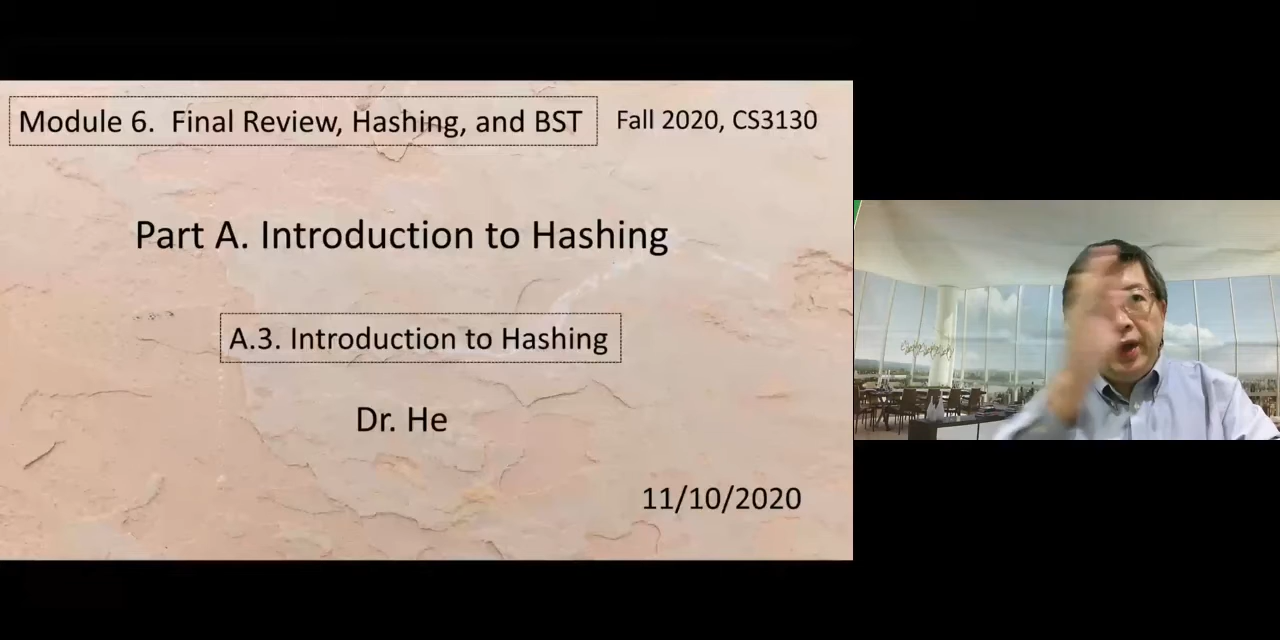 Module 6.  Final Review, Hashing, and BST
Fall 2020, CS3130
Part A. Introduction to Hashing
A.3. Introduction to Hashing
Dr. He
11/10/2020